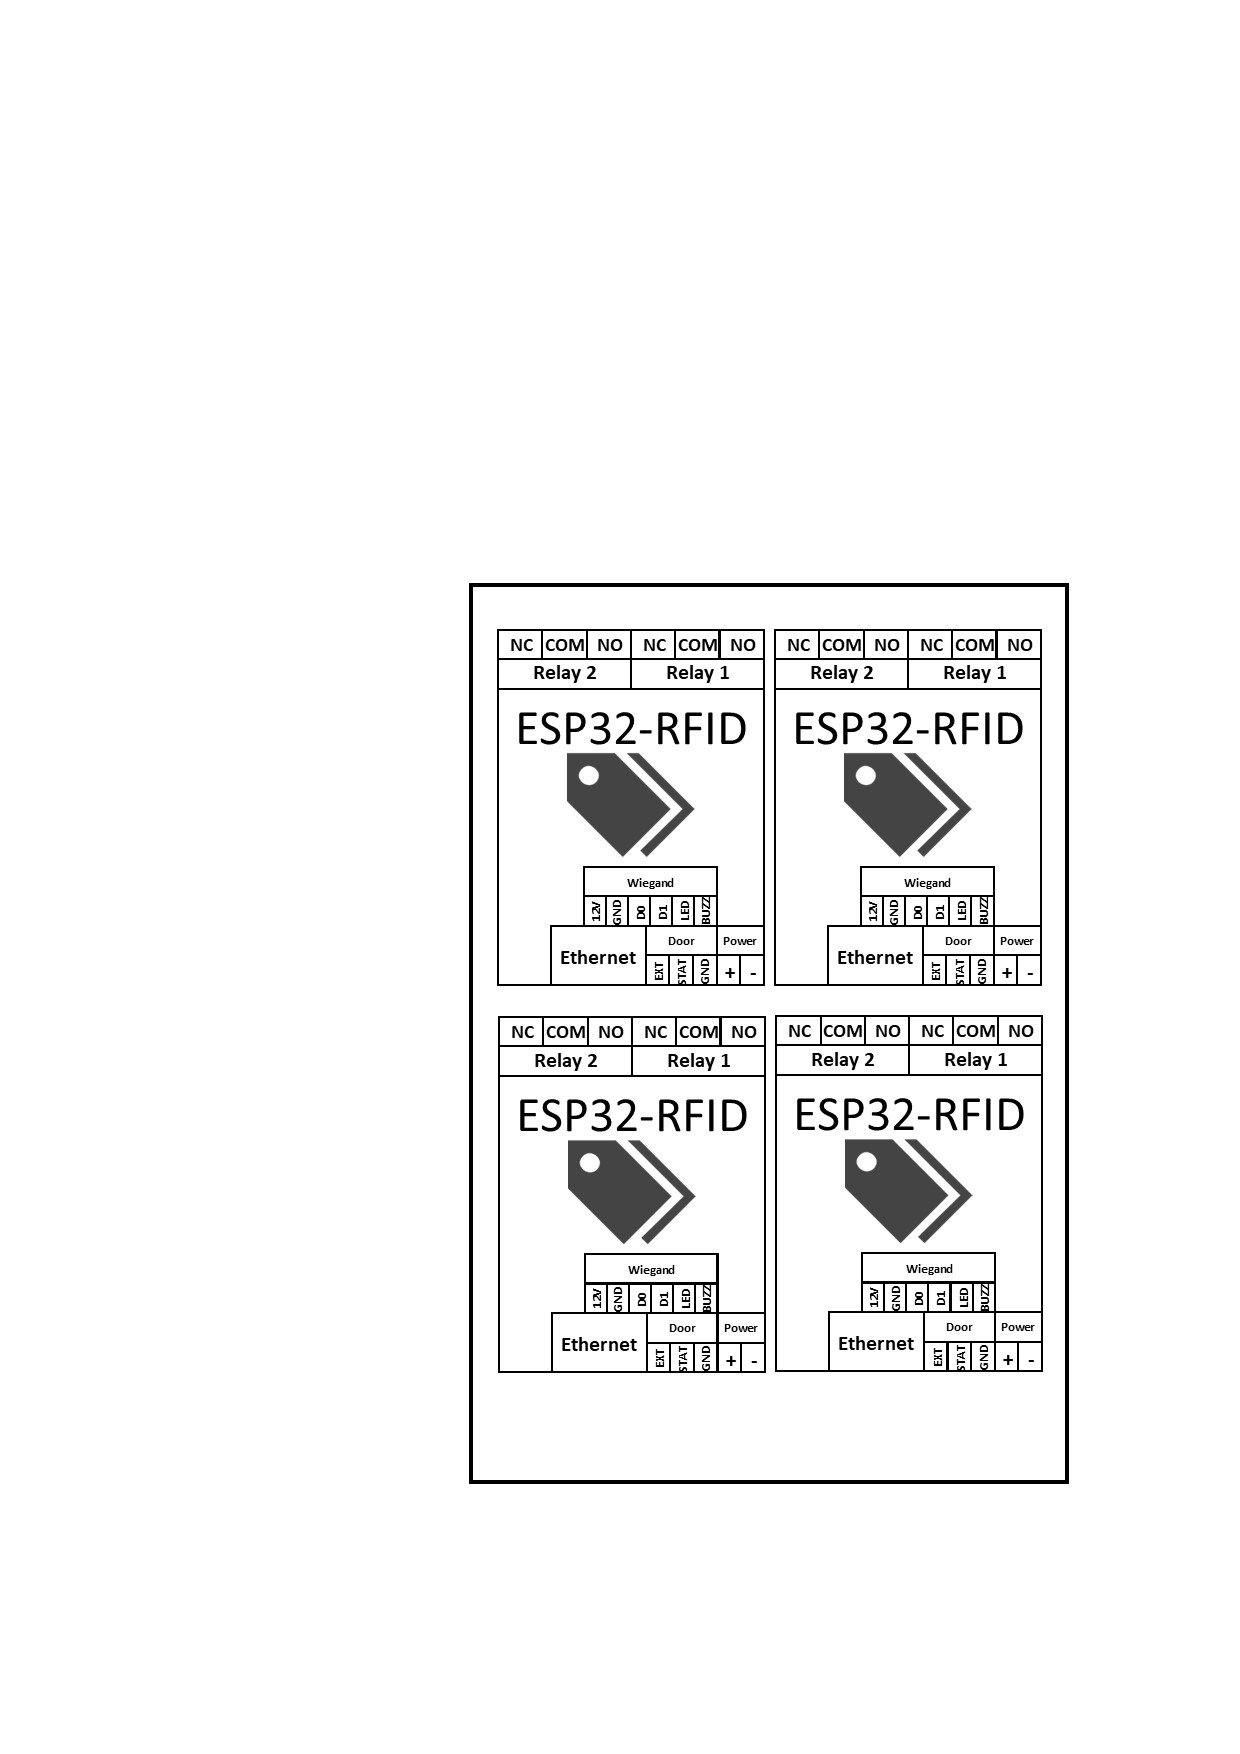 NC COM NO NC COM NO NC COM NO NC COM NO
Relay 2 Relay 1 Relay 2 Relay 1
ESP32-RFID ESP32-RFID
Wiegand Wiegand
12V GND D0 D1 LED BUZZ 12V GND D0 D1 LED BUZZ
Ethernet Door Power Ethernet Door Power
EXT STAT GND + - EXT STAT GND + -
NC COM NO NC COM NO NC COM NO NC COM NO
Relay 2 Relay 1 Relay 2 Relay 1
ESP32-RFID ESP32-RFID
Wiegand Wiegand
12V GND D0 D1 LED BUZZ 12V GND D0 D1 LED BUZZ
Ethernet Door Power Ethernet Door Power
EXT STAT GND + - EXT STAT GND + -